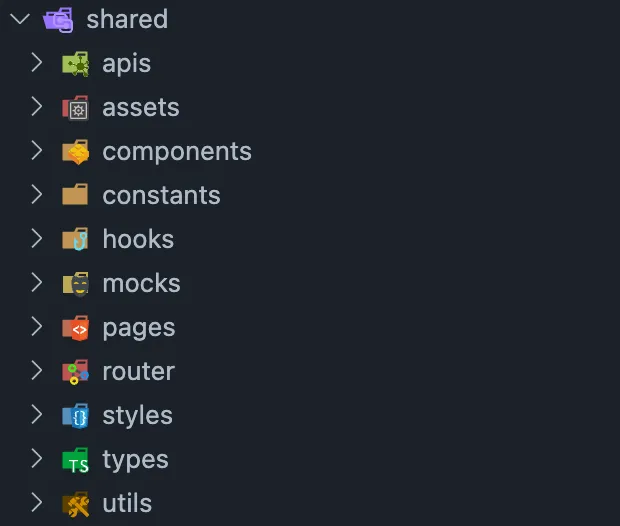 shared
apis
assets
components
constants
hooks
mocks
pages
router
styles
types
utils